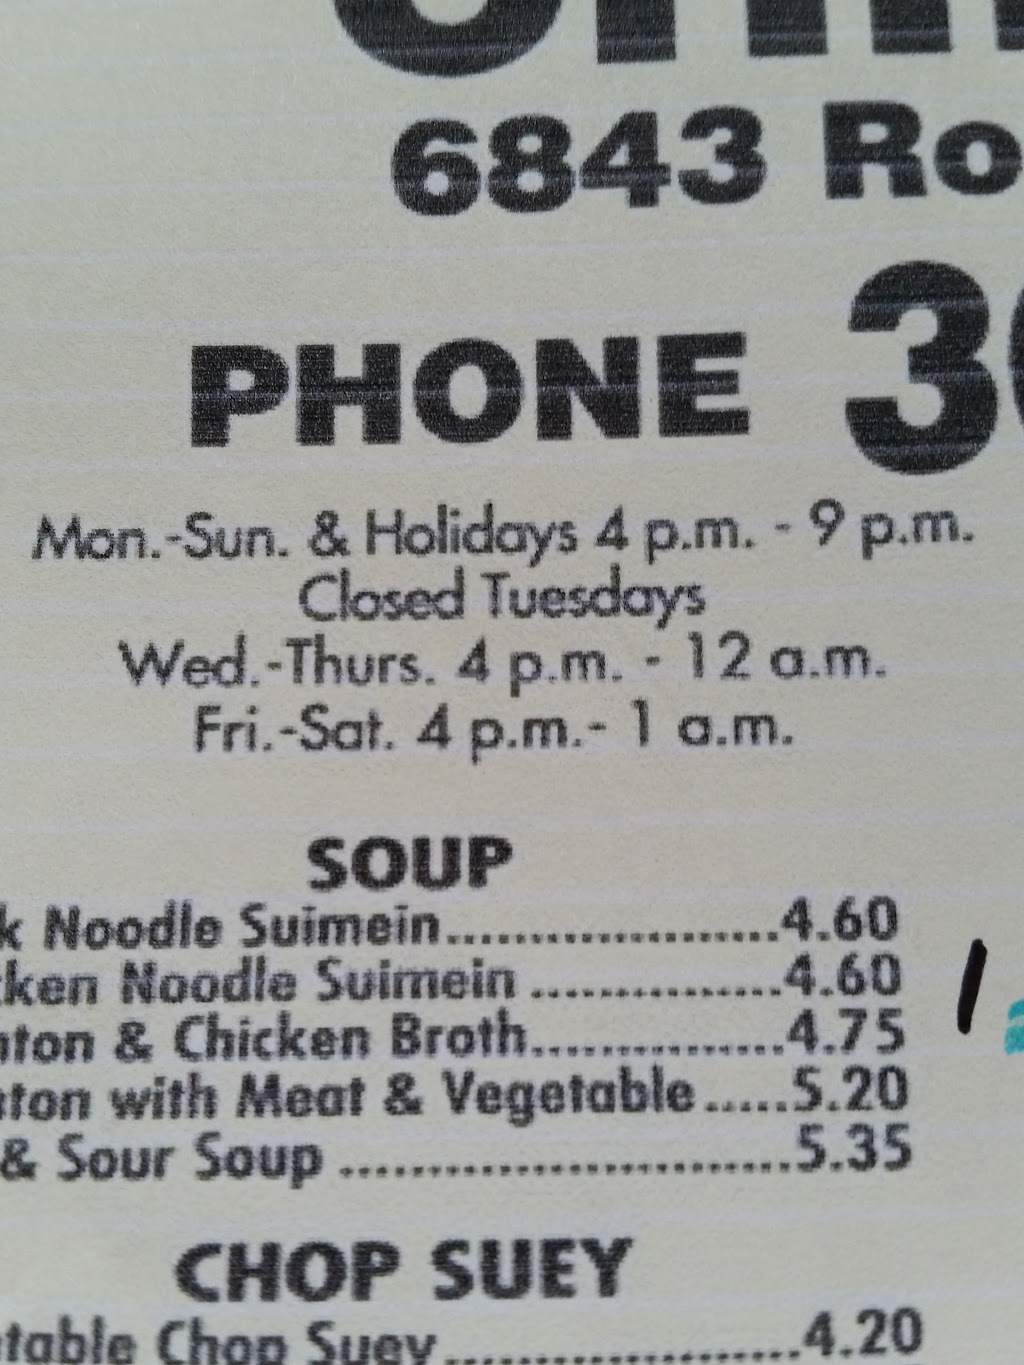 6843
PHONE
Mon.-Sun. & Holidays 4 p.m. - 9 p.m.
Closed Tuesdays
Wed.-Thurs. 4 p.m. - 12 a.m.
Fri.-Sat. 4 p.m.- 1 a.m.
SOUP
Noodle Suimein....................4.60
Noodle Suimein ...............4.60
& Chicken Broth...............4.75
with Meat & Vegetable.....5.20
& Sour Soup ...........................5.35
CHOP SUEY
Chop Suey.....................4.20